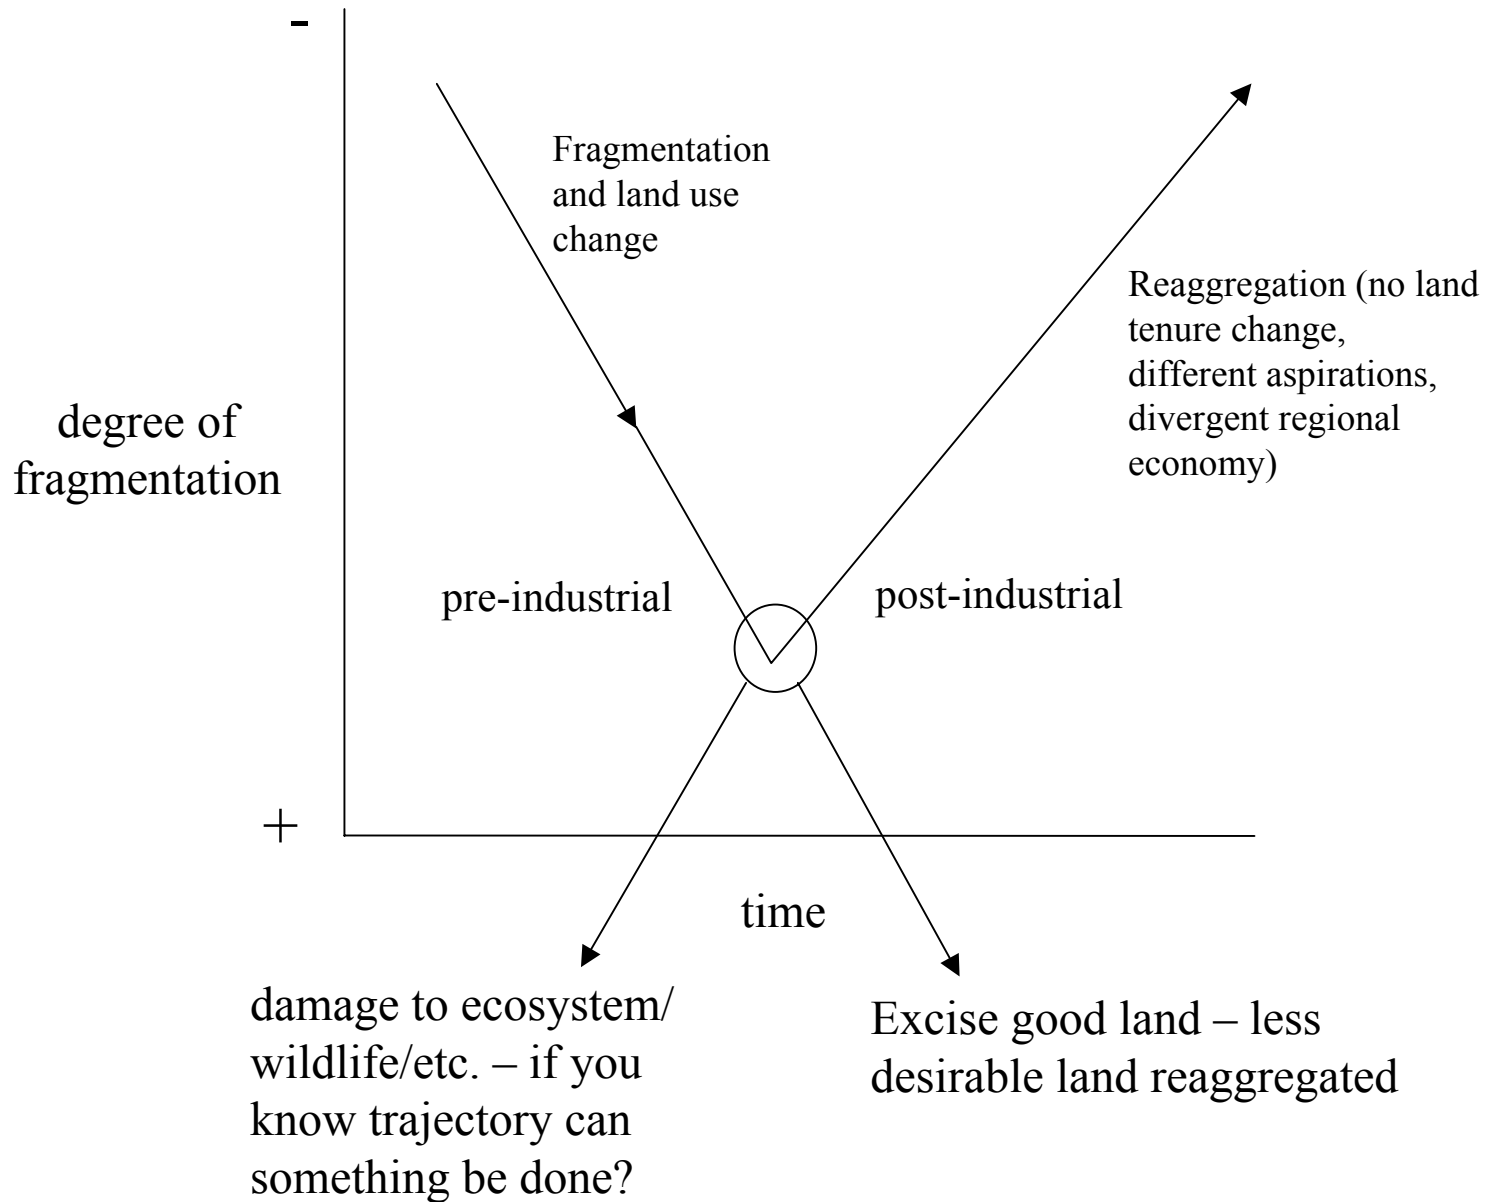 -
Fragmentation
and land use
change
Reaggregation (no land
tenure change,
different aspirations,
divergent regional
economy)
degree of
fragmentation
pre-industrial
post-industrial
+
time
damage to ecosystem/
wildlife/etc. – if you
know trajectory can
something be done?
Excise good land – less
desirable land reaggregated